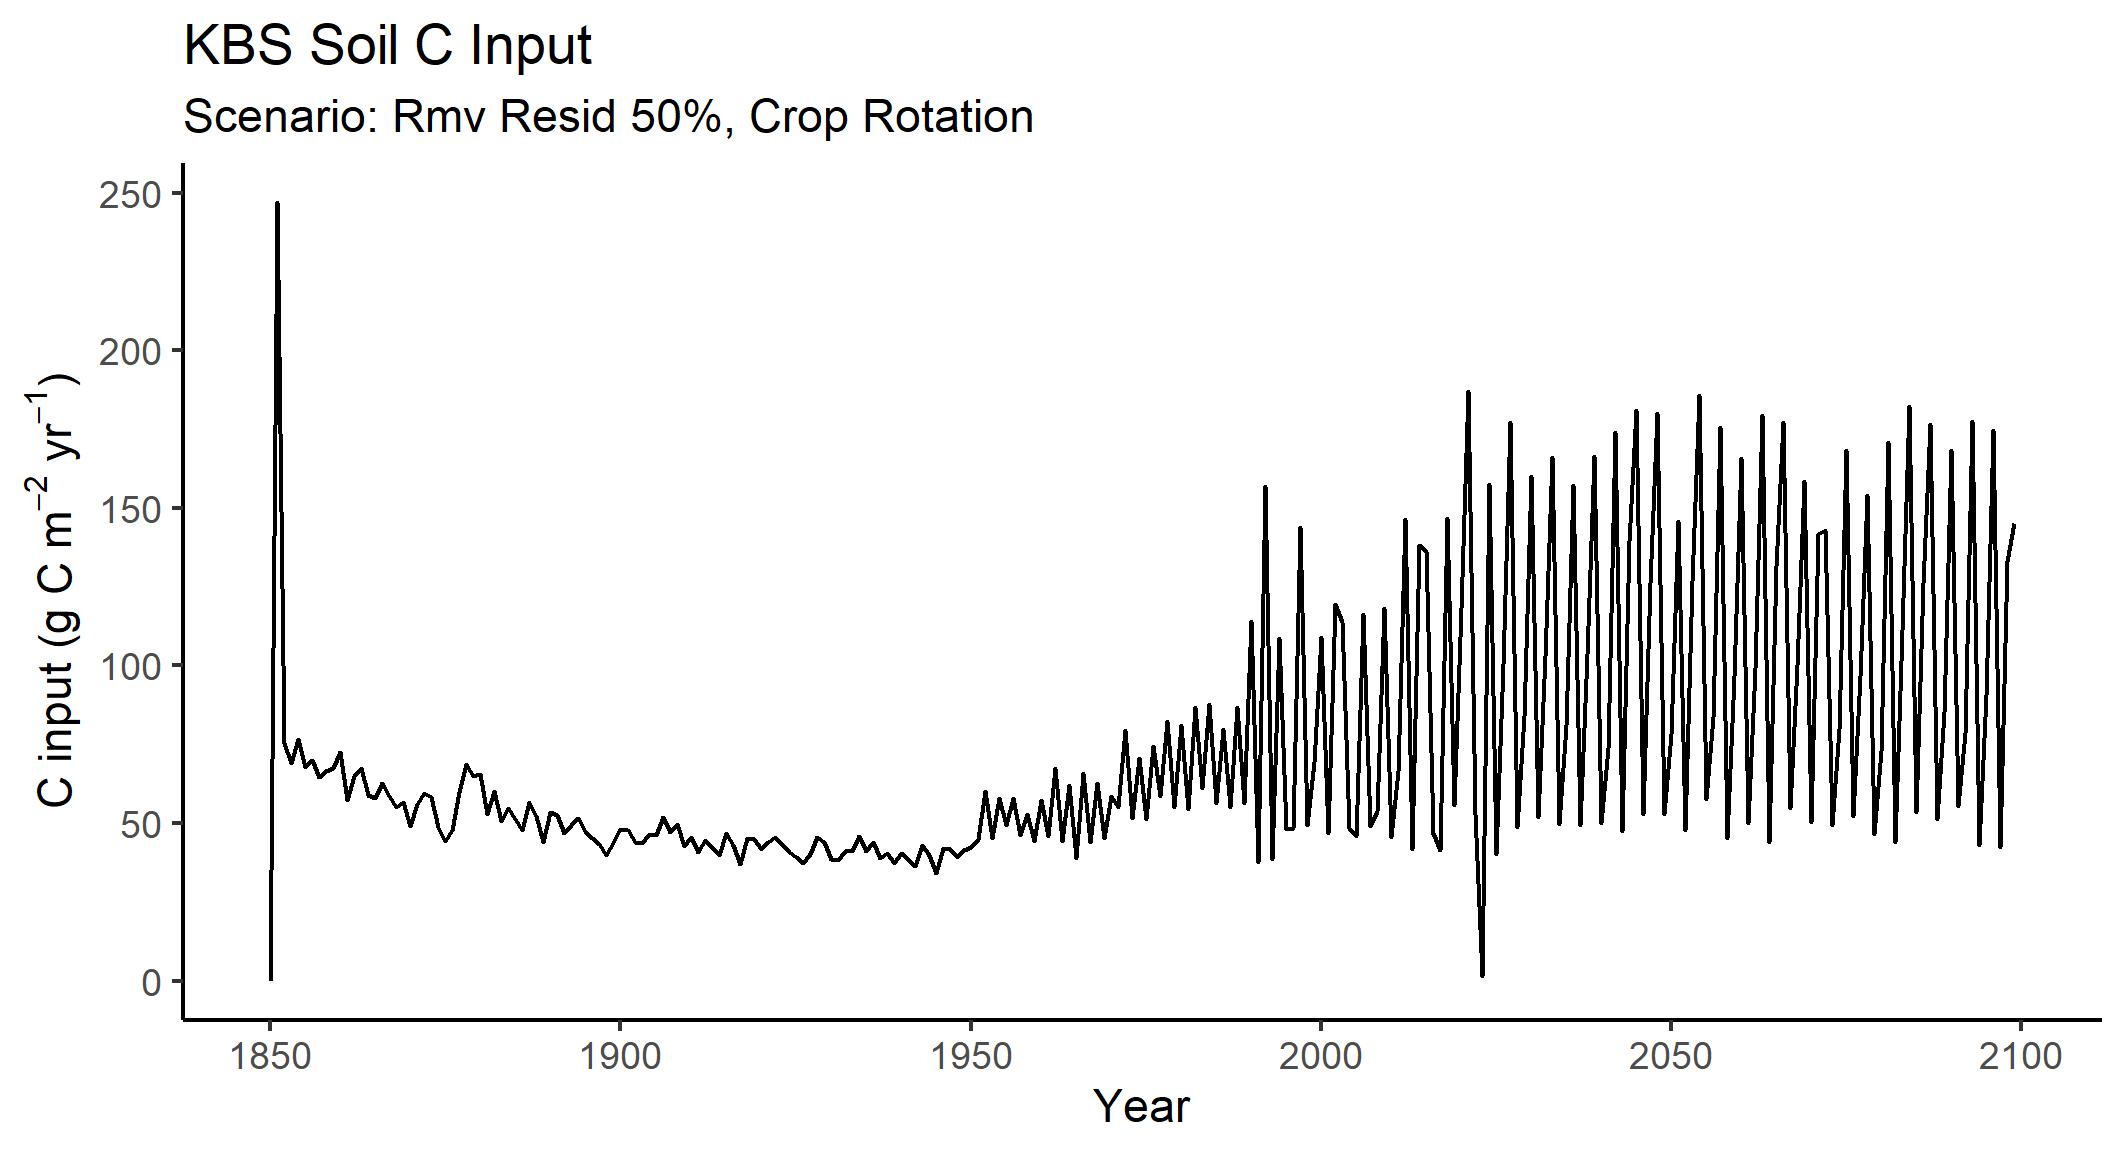 KBS Soil C Input
Scenario: Rmv Resid 50%, Crop Rotation
C input (g C m⁻² yr⁻¹)
250
200
150
100
50
0
1850 1900 1950 2000 2050 2100
Year